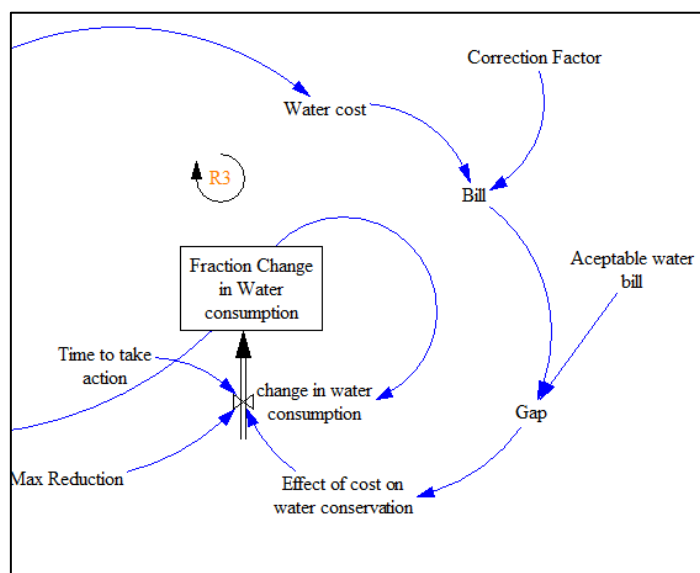 Correction Factor
Water cost
R3
Bill
Fraction Change
in Water
consumption
Aceptable water
bill
Time to take
action
change in water
consumption
Gap
Max Reduction
Effect of cost on
water conservation